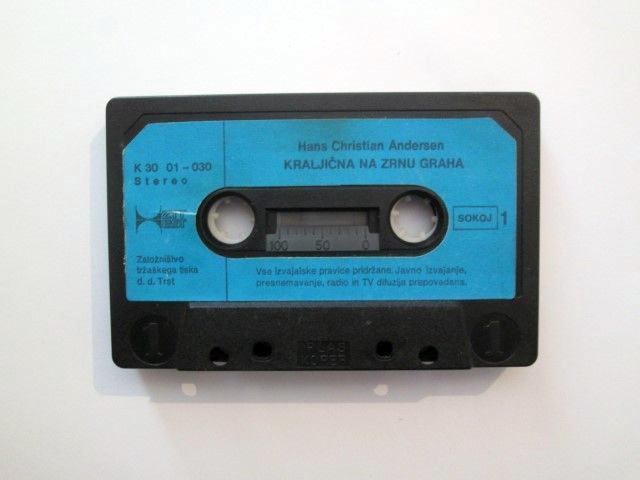 Hans Christian Andersen
KRALJIČNA NA ZRNU GRAHA
K 30 01-030
Stereo
SOKOJ 1
100 50 0
Založništvo
tržaškega tiska
d. d. Trst
Vse izvajalske pravice pridržane. Javno izvajanje,
presnemavanje, radio in TV difuzija prepovedana.
1 1
KOPER